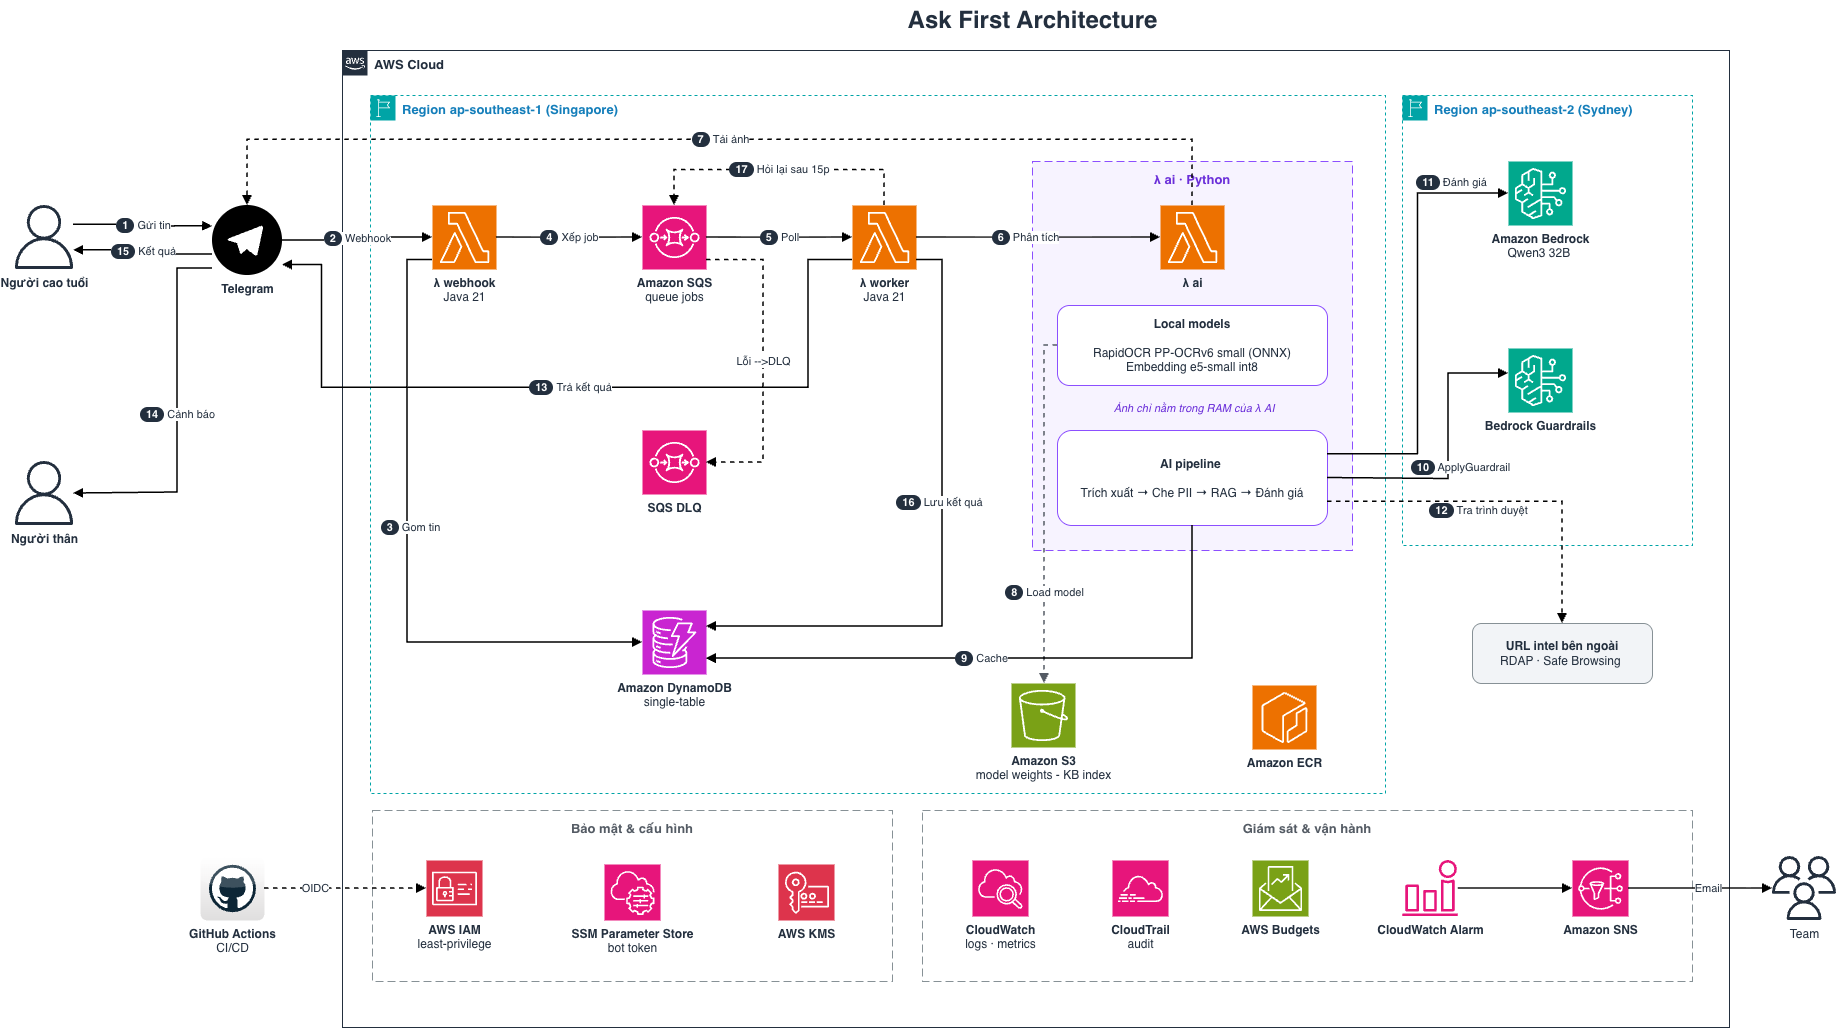 Ask First Architecture
aws
AWS Cloud
Region ap-southeast-1 (Singapore)
Region ap-southeast-2 (Sydney)
7 Tải ảnh
17 Hỏi lại sau 15p
λ ai · Python
11 Đánh giá
1 Gửi tin
15 Kết quả
2 Webhook
4 Xếp job
5 Poll
6 Phân tích
Người cao tuổi
Telegram
λ webhook
Java 21
Amazon SQS
queue jobs
λ worker
Java 21
λ ai
Amazon Bedrock
Qwen3 32B
Local models
RapidOCR PP-OCRv6 small (ONNX)
Embedding e5-small int8
Lỗi -->DLQ
13 Trả kết quả
Ảnh chỉ nằm trong RAM của λ AI
14 Cảnh báo
Bedrock Guardrails
AI pipeline
Trích xuất → Che PII → RAG → Đánh giá
10 ApplyGuardrail
12 Tra trình duyệt
SQS DLQ
16 Lưu kết quả
3 Gom tin
Người thân
8 Load model
9 Cache
URL intel bên ngoài
RDAP · Safe Browsing
Amazon DynamoDB
single-table
Amazon S3
model weights - KB index
Amazon ECR
Bảo mật & cấu hình
Giám sát & vận hành
OIDC
Email
GitHub Actions
CI/CD
AWS IAM
least-privilege
SSM Parameter Store
bot token
AWS KMS
CloudWatch
logs · metrics
CloudTrail
audit
AWS Budgets
CloudWatch Alarm
Amazon SNS
Team